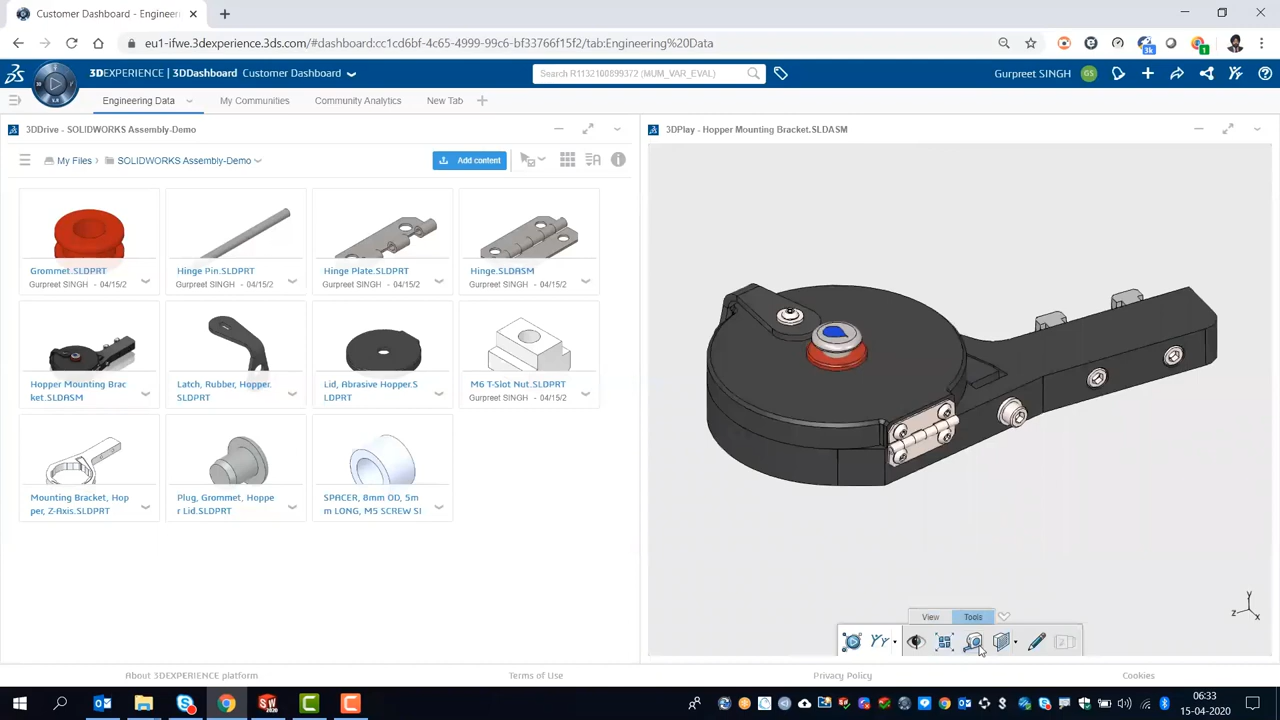 Customer Dashboard - Engineer
eu1-ifwe.3dexperience.3ds.com/#dashboard:cc1cd6bf-4c65-4999-99c6-bf33766f15f2/tab:Engineering%20Data
3k
1
3DEXPERIENCE | 3DDashboard Customer Dashboard
Search R1132100899372 (MUM_VAR_EVAL)
Gurpreet SINGH
GS
Engineering Data
My Communities
Community Analytics
New Tab
3DDrive - SOLIDWORKS Assembly-Demo
3DPlay - Hopper Mounting Bracket.SLDASM
My Files
SOLIDWORKS Assembly-Demo
Add content
Grommet.SLDPRT
Gurpreet SINGH - 04/15/2
Hinge Pin.SLDPRT
Gurpreet SINGH - 04/15/2
Hinge Plate.SLDPRT
Gurpreet SINGH - 04/15/2
Hinge.SLDASM
Gurpreet SINGH - 04/15/2
Hopper Mounting Brac
ket.SLDASM
Latch, Rubber, Hopper.
SLDPRT
Lid, Abrasive Hopper.S
LDPRT
M6 T-Slot Nut.SLDPRT
Gurpreet SINGH - 04/15/2
Mounting Bracket, Hop
per, Z-Axis.SLDPRT
Plug, Grommet, Hoppe
r Lid.SLDPRT
SPACER, 8mm OD, 5m
m LONG, M5 SCREW SI
y
z
x
View
Tools
About 3DEXPERIENCE platform
Terms of Use
Privacy Policy
Cookies
06:33
15-04-2020